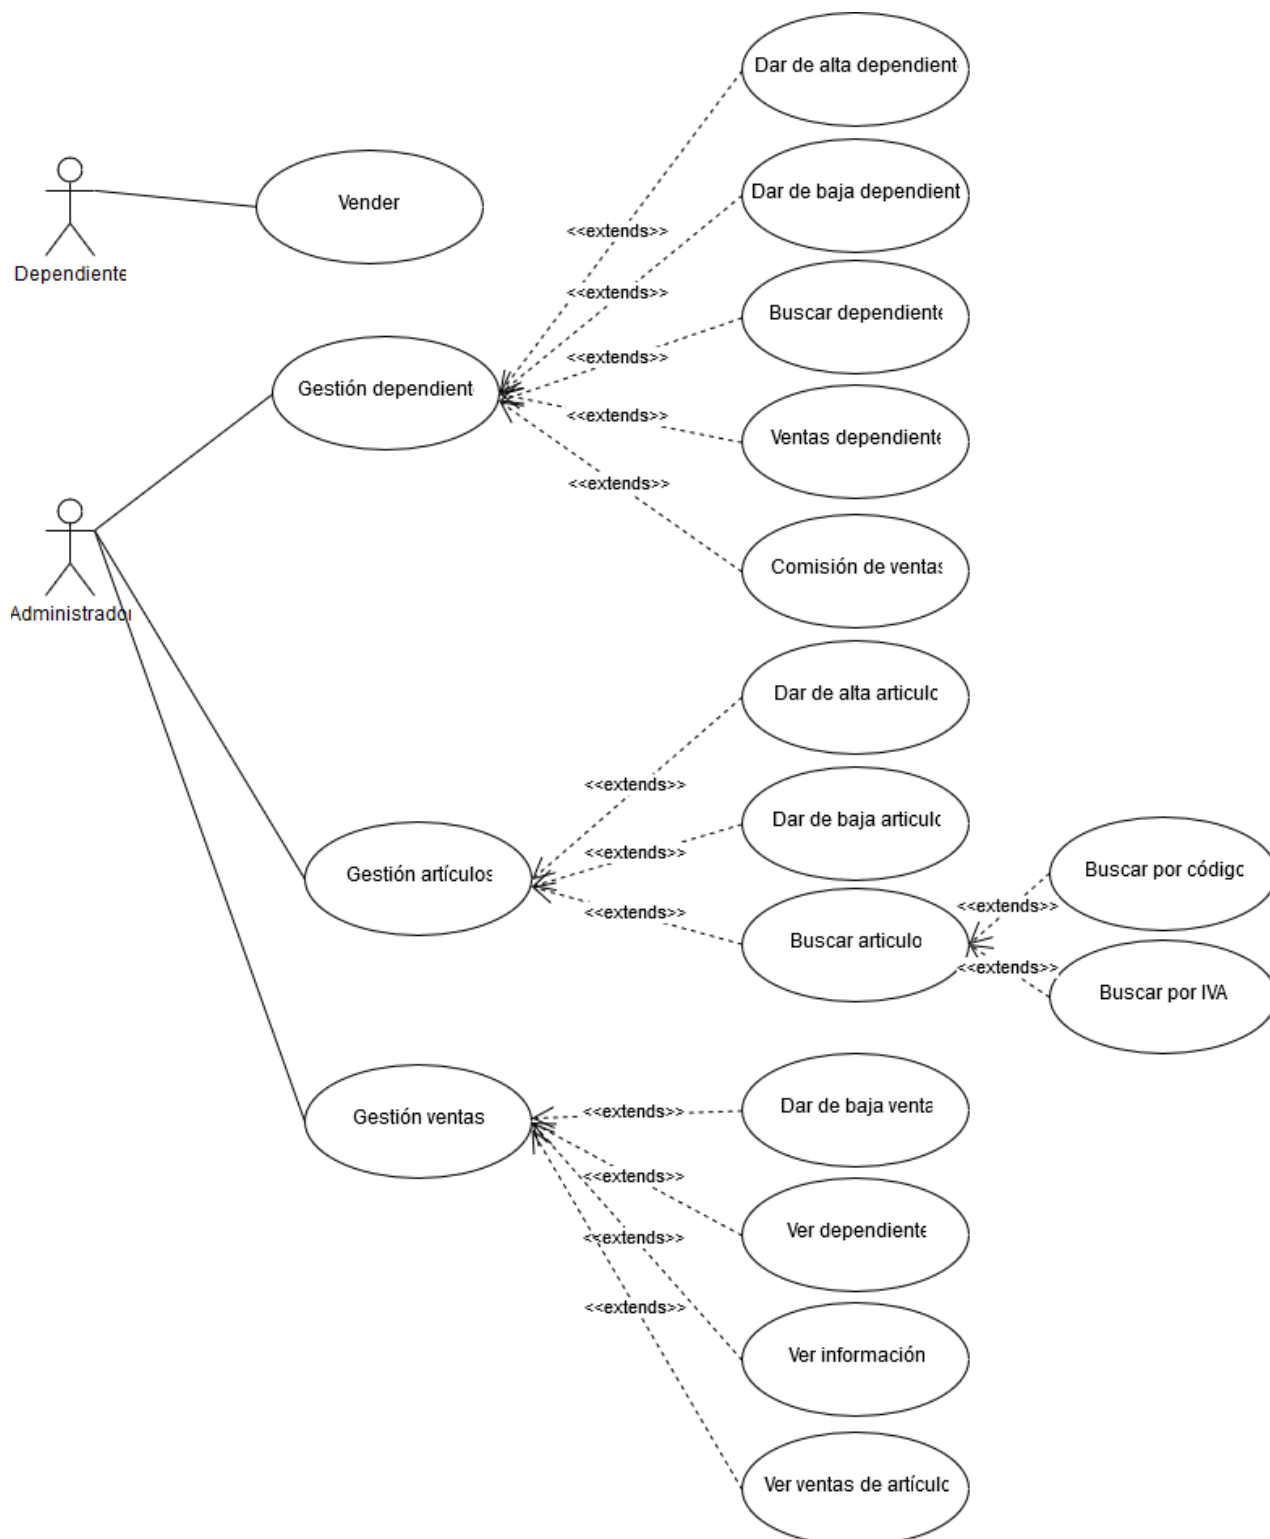 Dar de alta dependient
Vender
Dar de baja dependient
<<extends>>
Dependiente
<<extends>>
Buscar dependiente
<<extends>>
Gestión dependient
<<extends>>
Ventas dependiente
<<extends>>
Comisión de ventas
Administrador
Dar de alta articulo
<<extends>>
Dar de baja articulo
<<extends>>
Gestión artículos
Buscar por código
<<extends>>
<<extends>>
Buscar articulo
<<extends>>
Buscar por IVA
Gestión ventas
<<extends>>
Dar de baja venta
<<extends>>
Ver dependiente
<<extends>>
<<extends>>
Ver información
Ver ventas de artículo